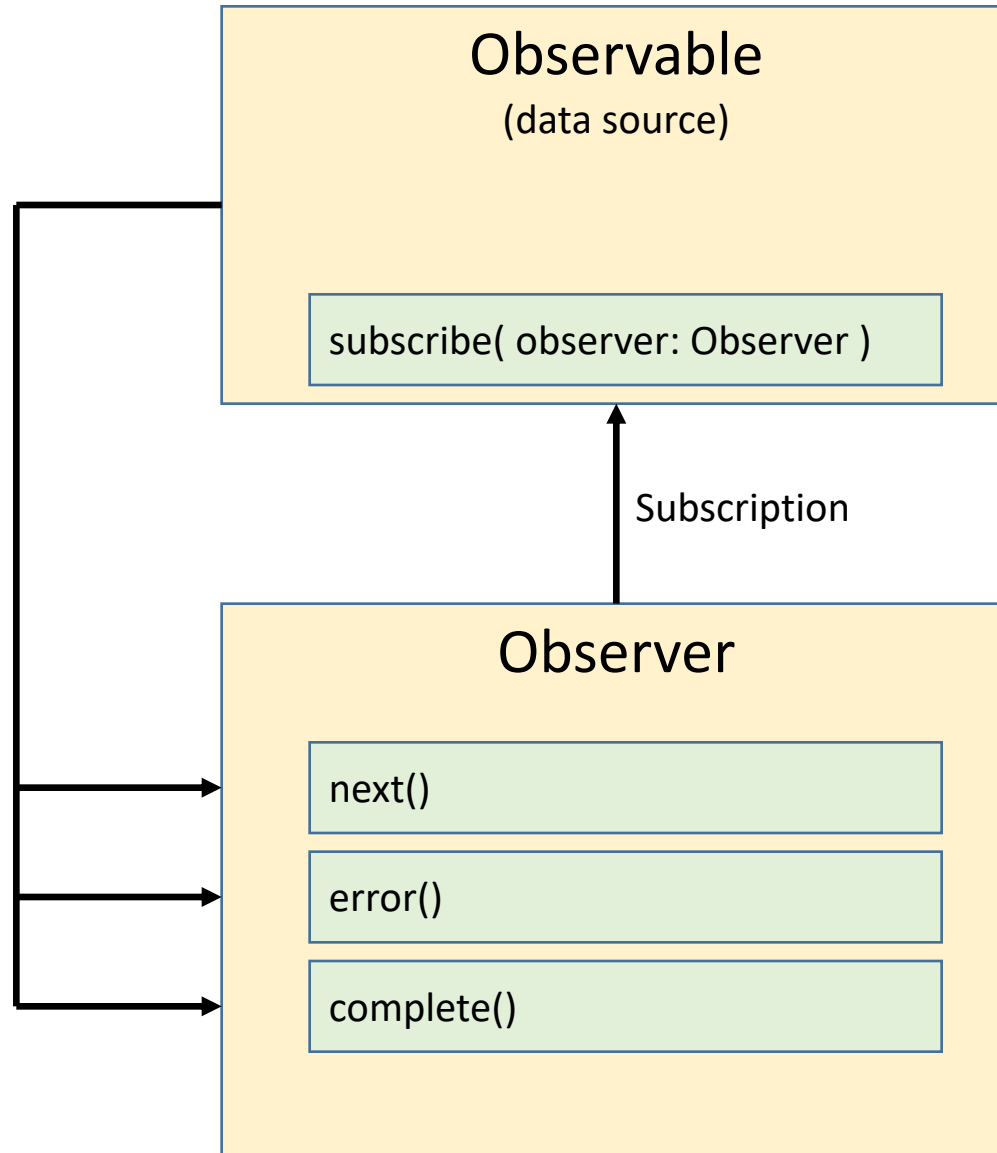 Observable
(data source)
subscribe( observer: Observer )
Subscription
Observer
next()
error()
complete()